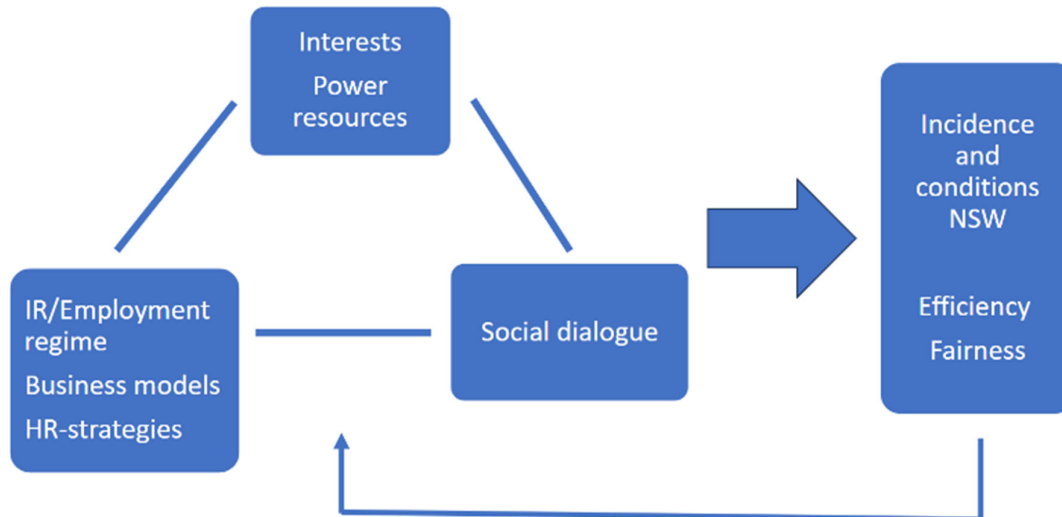 Interests
Power
resources
IR/Employment
regime
Business models
HR-strategies
Social dialogue
Incidence
and
conditions
NSW
Efficiency
Fairness